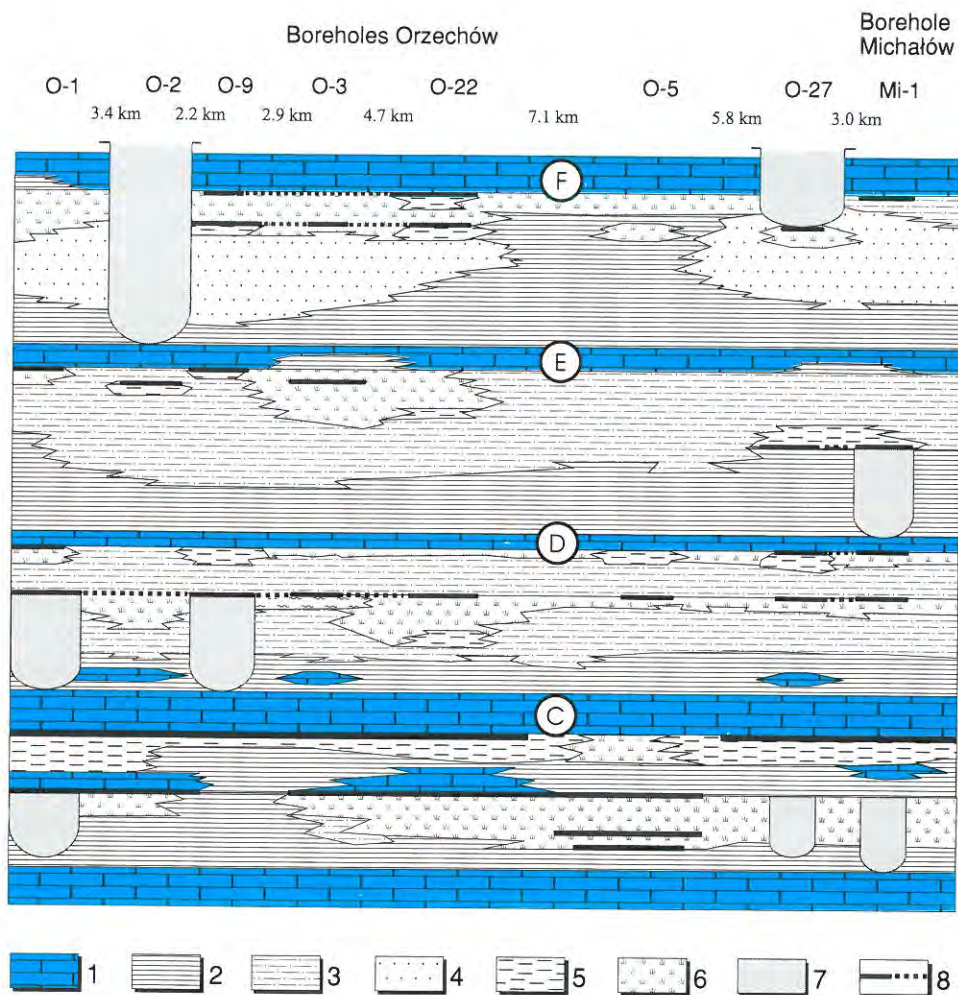 Boreholes Orzechów
Borehole
Michałów
O-1 O-2 O-9 O-3 O-22 O-5 O-27 Mi-1
3.4 km 2.2 km 2.9 km 4.7 km 7.1 km 5.8 km 3.0 km
F
E
D
C
1 2 3 4 5 6 7 8